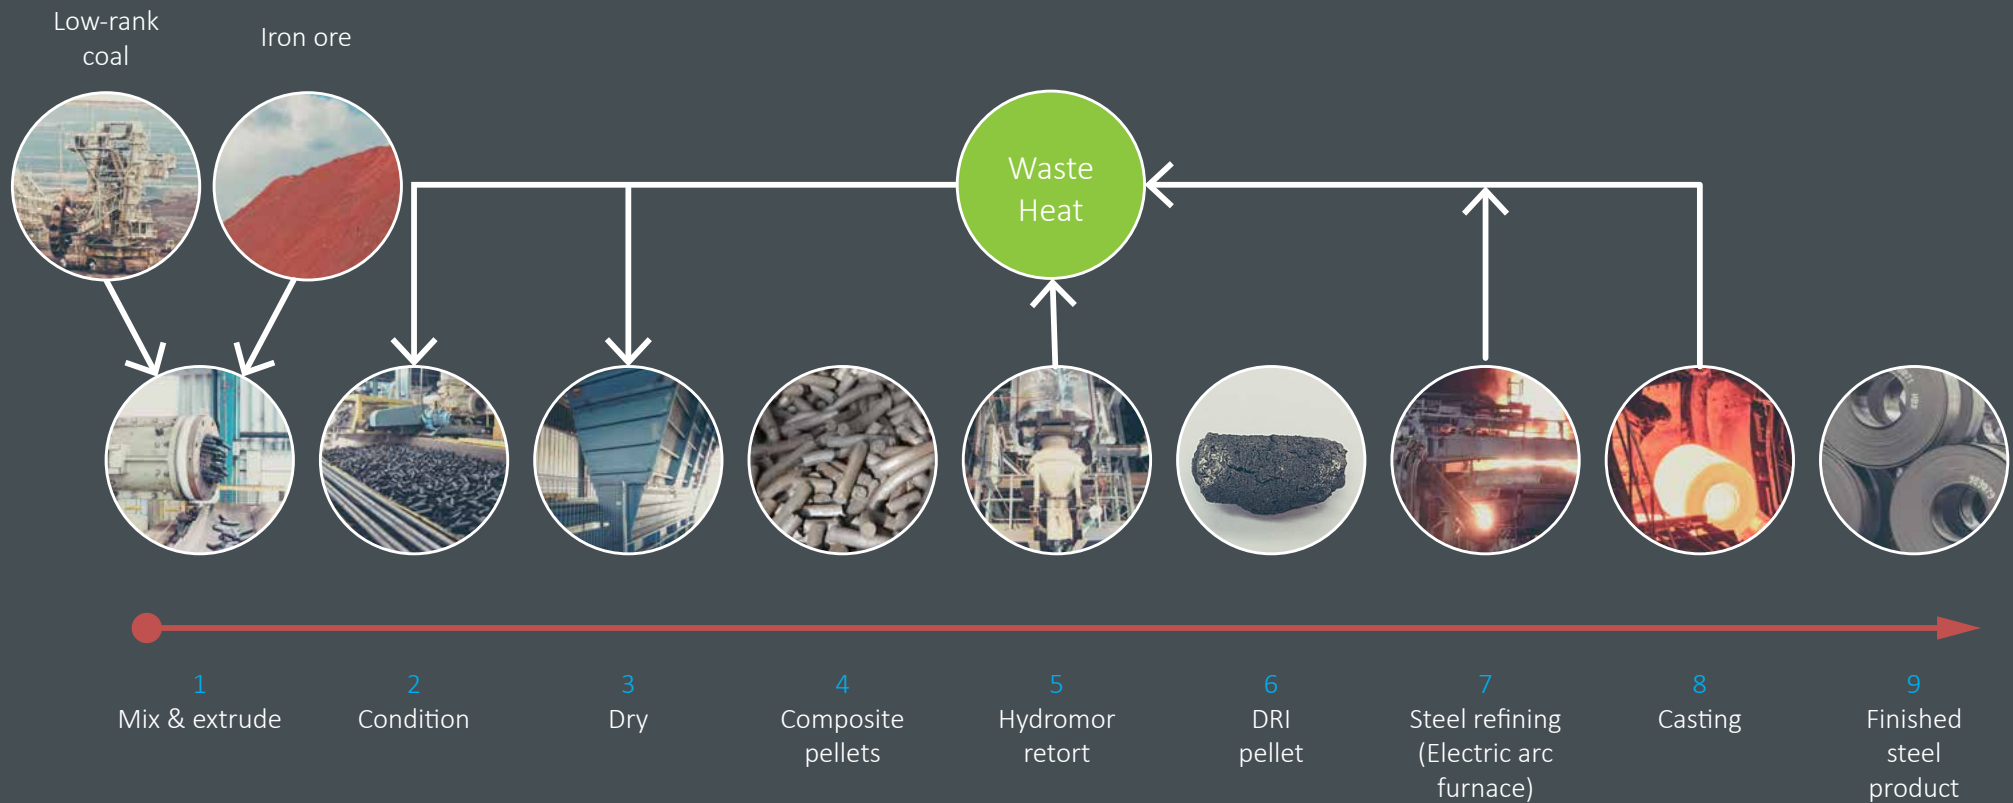 Low-rank
coal
Iron ore
Waste
Heat
1
Mix & extrude
2
Condition
3
Dry
4
Composite
pellets
5
Hydromor
retort
6
DRI
pellet
7
Steel refining
(Electric arc
furnace)
8
Casting
9
Finished
steel
product